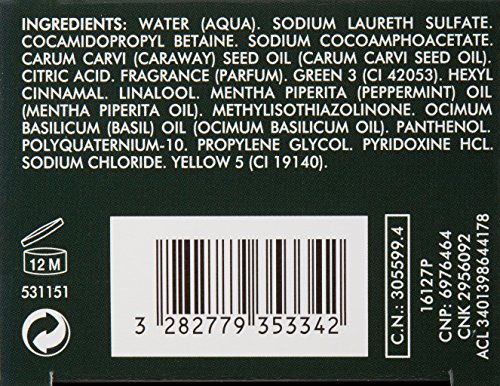 INGREDIENTS: WATER (AQUA). SODIUM LAURETH SULFATE.
COCAMIDOPROPYL BETAINE. SODIUM COCOAMPHOACETATE.
CARUM CARVI (CARAWAY) SEED OIL (CARUM CARVI SEED OIL).
CITRIC ACID. FRAGRANCE (PARFUM). GREEN 3 (CI 42053). HEXYL
CINNAMAL. LINALOOL. MENTHA PIPERITA (PEPPERMINT) OIL
(MENTHA PIPERITA OIL). METHYLISOTHIAZOLINONE. OCIMUM
BASILICUM (BASIL) OIL (OCIMUM BASILICUM OIL). PANTHENOL.
POLYQUATERNIUM-10. PROPYLENE GLYCOL. PYRIDOXINE HCL.
SODIUM CHLORIDE. YELLOW 5 (CI 19140).
12 M
531151
3 282779 353342
C.N.: 305599.4
16127P
CNP: 6976464
CNK 2956092
ACL 3401398644178